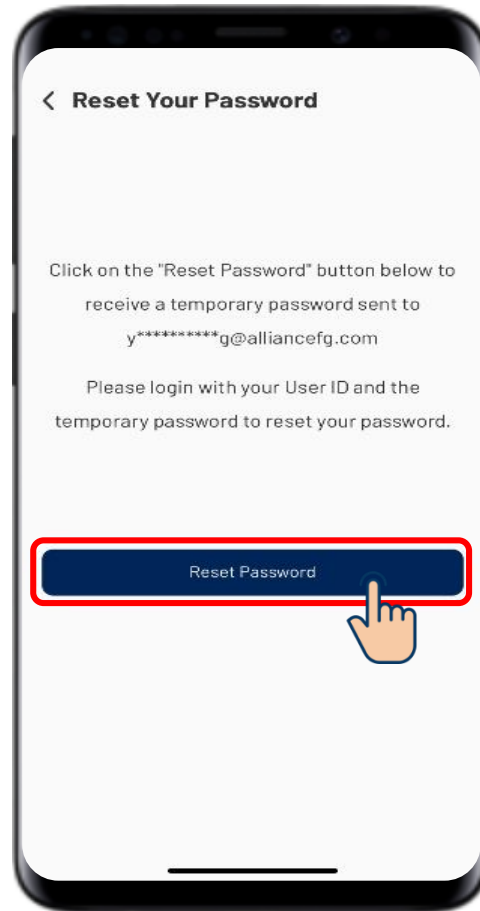 Reset Your Password
Click on the "Reset Password" button below to
receive a temporary password sent to
y**********g@alliancefg.com
Please login with your User ID and the
temporary password to reset your password.
Reset Password